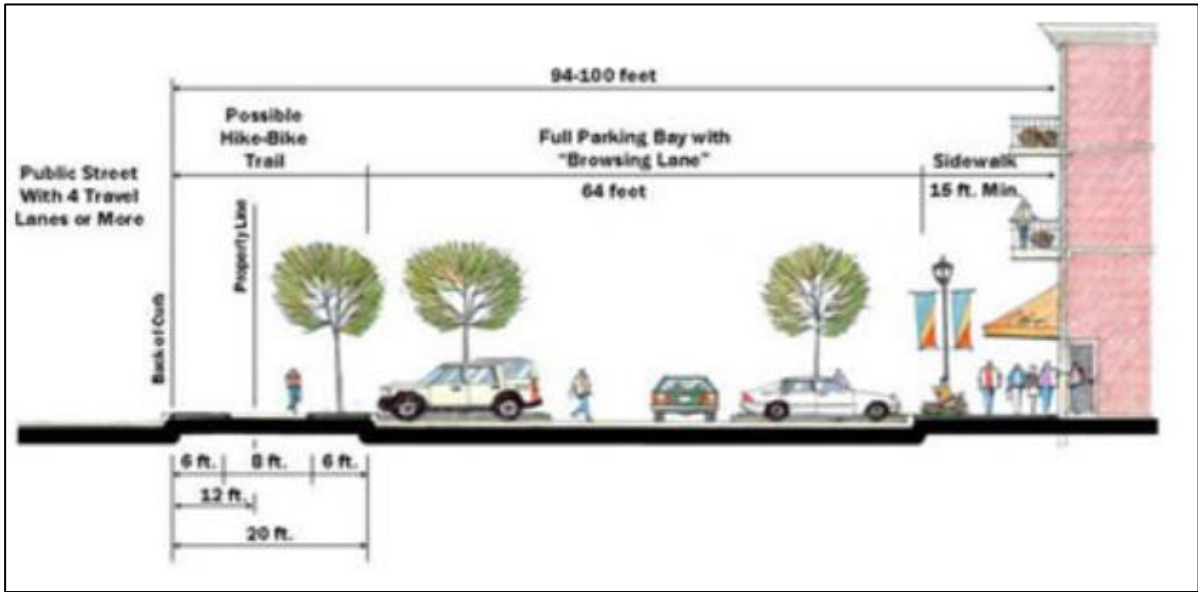 94-100 feet
Possible
Hike-Bike
Trail
Full Parking Bay with
"Browsing Lane"
Sidewalk
Public Street
With 4 Travel
Lanes or More
64 feet
15 ft. Min.
Property Line
Back of Curb
6 ft.
8 ft.
6 ft.
12 ft.
20 ft.